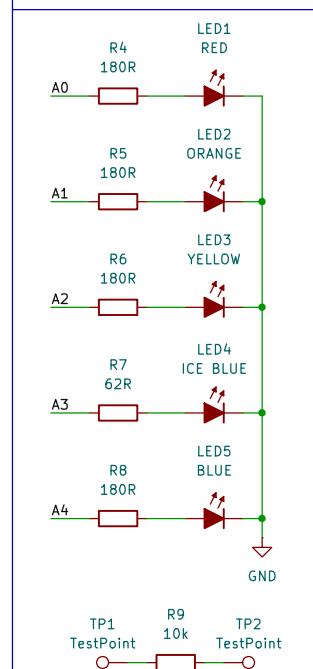 LED1
RED
R4
180R
A0
LED2
ORANGE
R5
180R
A1
LED3
YELLOW
R6
180R
A2
LED4
ICE BLUE
R7
62R
A3
LED5
BLUE
R8
180R
A4
GND
R9
10k
TP1
TestPoint
TP2
TestPoint